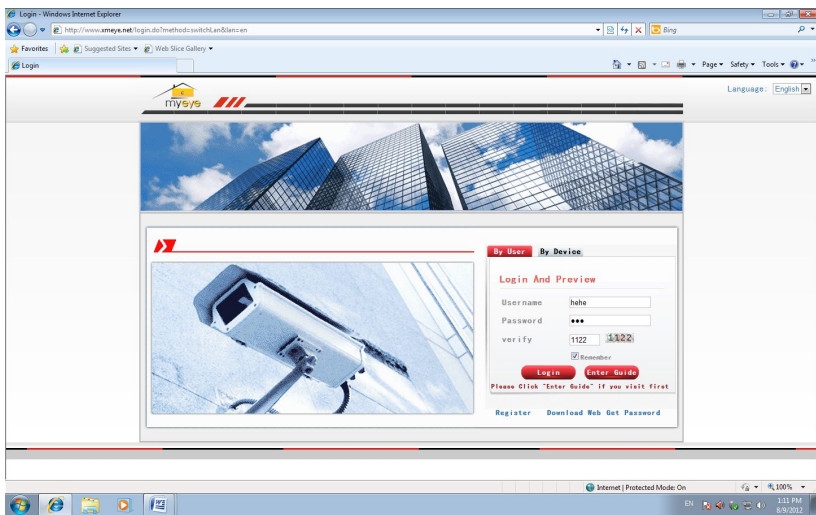 Login - Windows Internet Explorer
http://www.xmeye.net/login.do?method=switchLan&lan=en
Bing
Favorites Suggested Sites Web Slice Gallery
Login
Page Safety Tools
Language: English
myeye
By User By Device
Login And Preview
Username hehe
Password
verify 1122 1122
Remember
Login Enter Guide
Please Click "Enter Guide" if you visit first
Register Download Web Get Password
Internet | Protected Mode: On 100%
EN 1:11 PM
8/9/2012